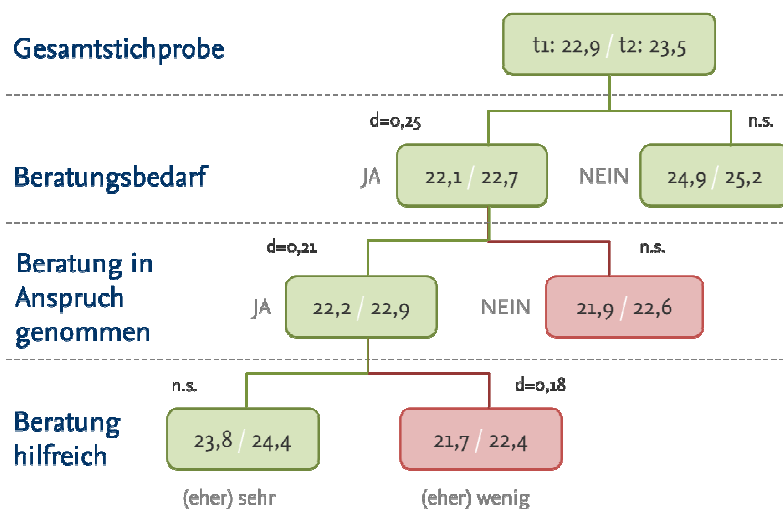 Gesamtstichprobe
t1: 22,9 / t2: 23,5
d=0,25
n.s.
Beratungsbedarf
JA
22,1 / 22,7
NEIN
24,9 / 25,2
d=0,21
n.s.
Beratung in
Anspruch
genommen
JA
22,2 / 22,9
NEIN
21,9 / 22,6
n.s.
d=0,18
Beratung
hilfreich
23,8 / 24,4
21,7 / 22,4
(eher) sehr
(eher) wenig